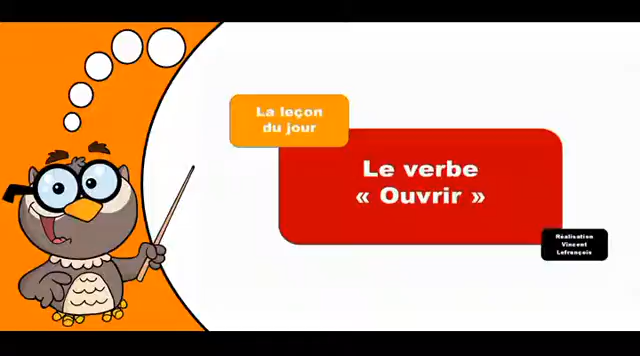 La leçon
du jour
Le verbe
« Ouvrir »
Réalisation
Vincent
Lefrançois